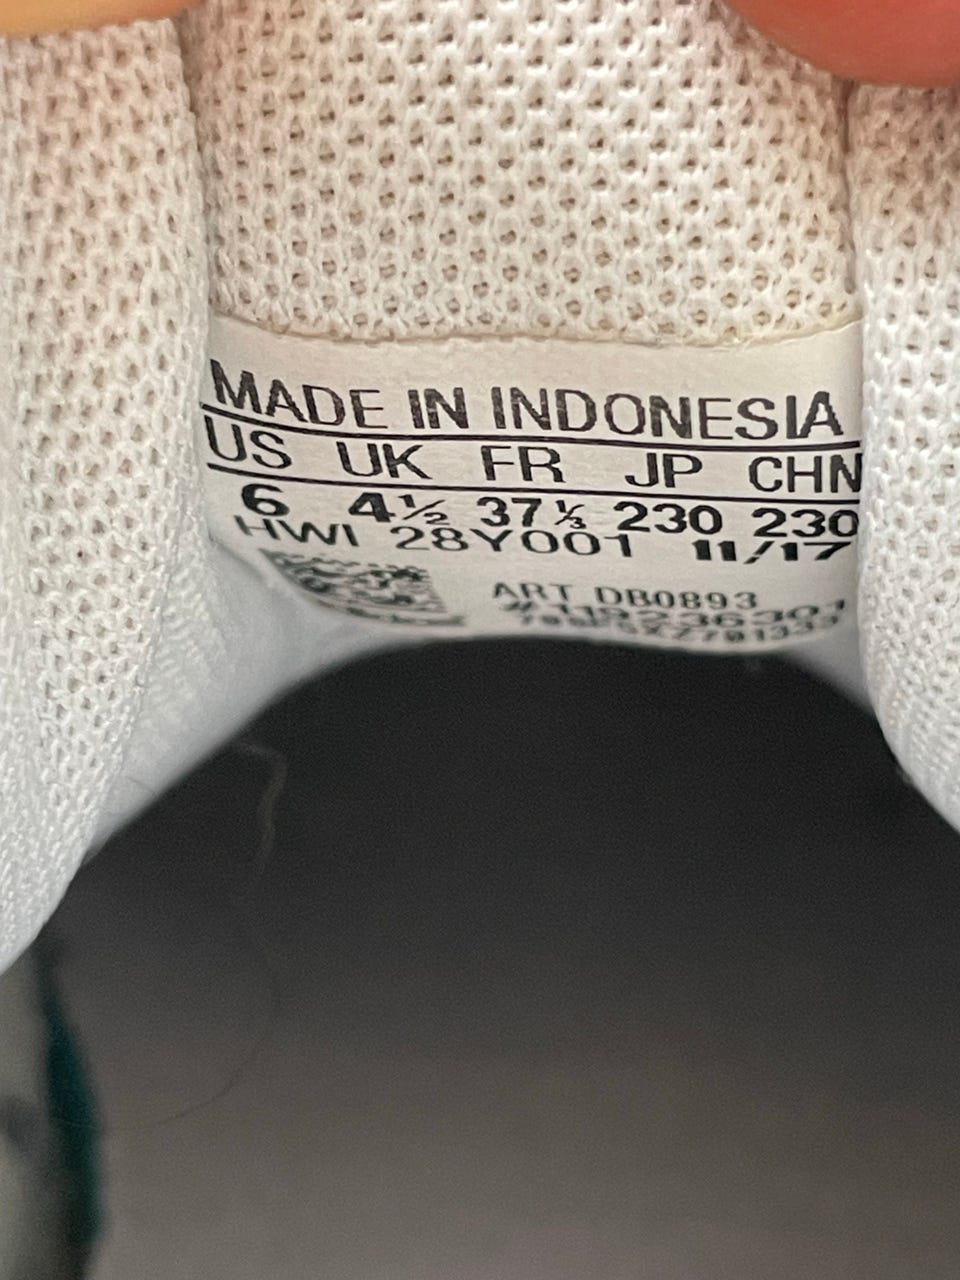 MADE IN INDONESIA
US UK FR JP CHN
6 4½ 37⅓ 230 230
HWI 28Y001 11/17
ART DB0893